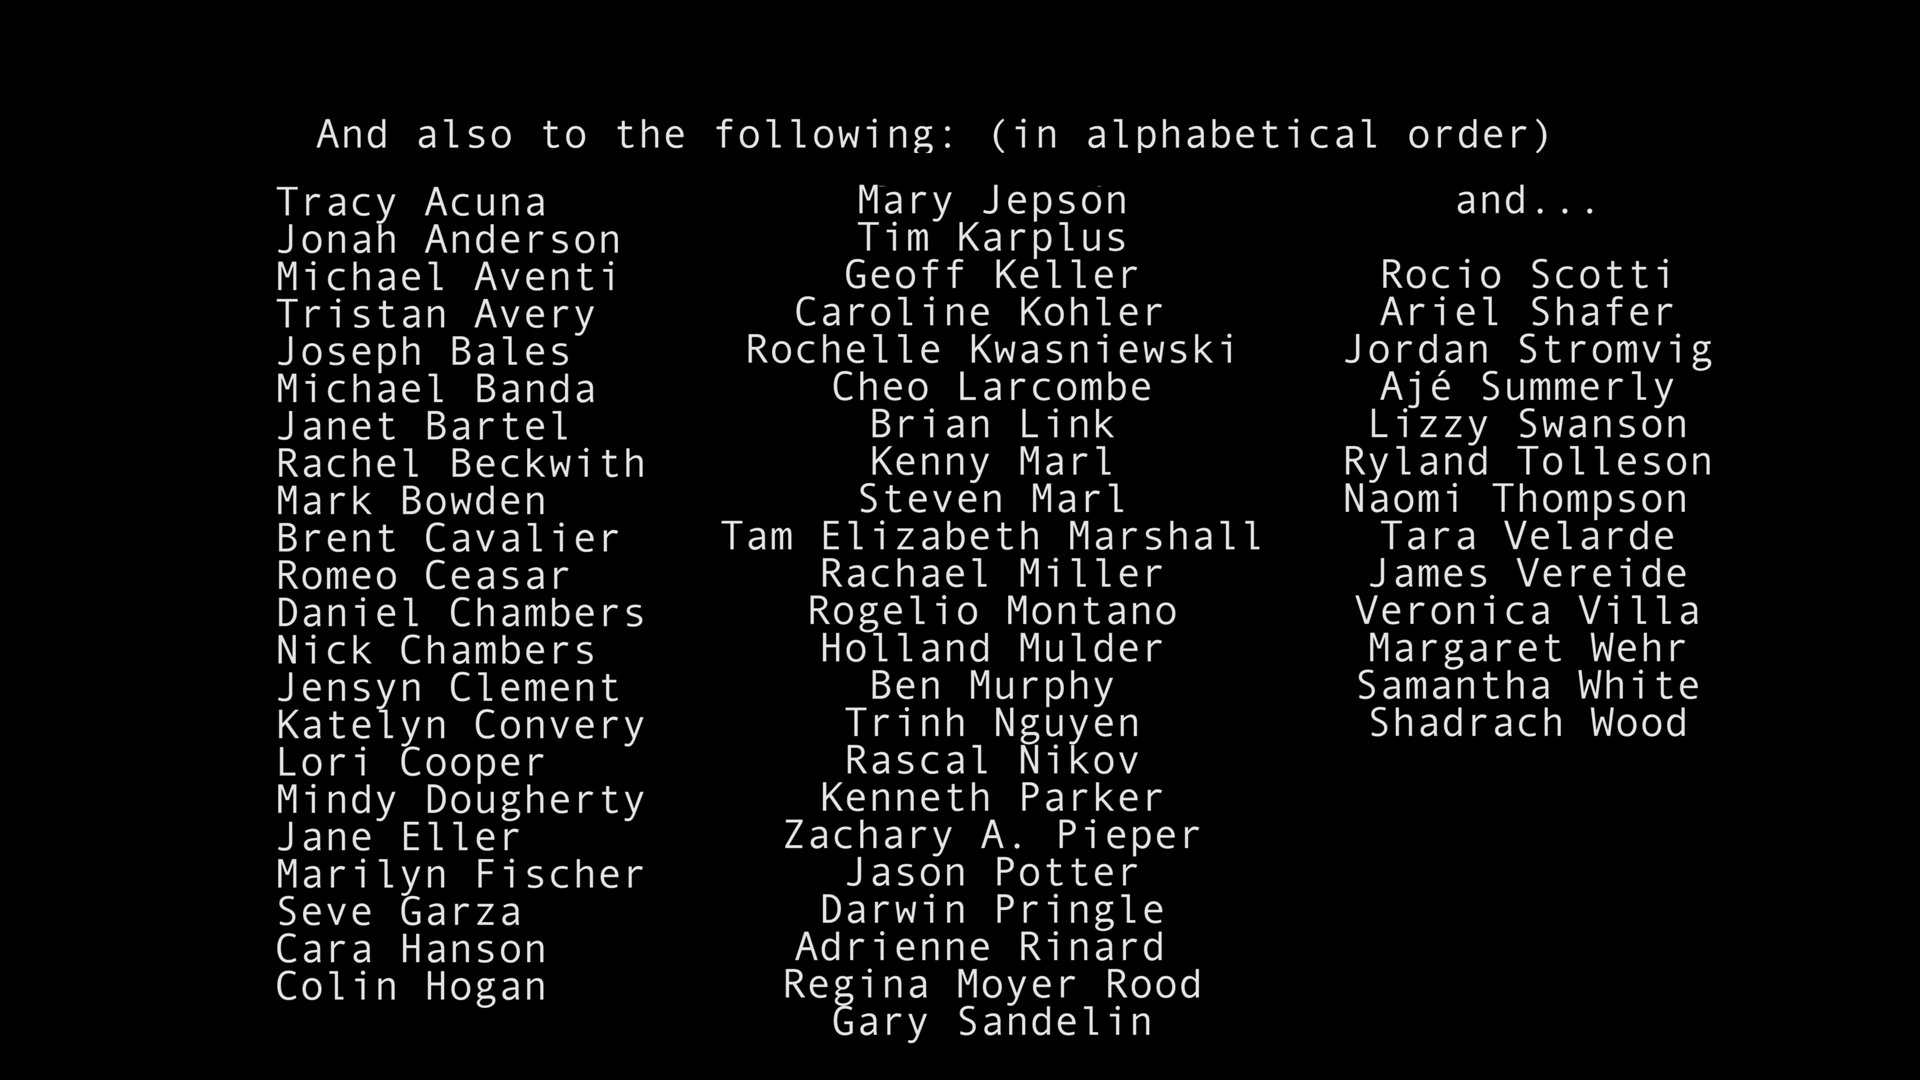 And also to the following: (in alphabetical order)
Tracy Acuna
Jonah Anderson
Michael Aventi
Tristan Avery
Joseph Bales
Michael Banda
Janet Bartel
Rachel Beckwith
Mark Bowden
Brent Cavalier
Romeo Ceasar
Daniel Chambers
Nick Chambers
Jensyn Clement
Katelyn Convery
Lori Cooper
Mindy Dougherty
Jane Eller
Marilyn Fischer
Seve Garza
Cara Hanson
Colin Hogan
Mary Jepson
Tim Karplus
Geoff Keller
Caroline Kohler
Rochelle Kwasniewski
Cheo Larcombe
Brian Link
Kenny Marl
Steven Marl
Tam Elizabeth Marshall
Rachael Miller
Rogelio Montano
Holland Mulder
Ben Murphy
Trinh Nguyen
Rascal Nikov
Kenneth Parker
Zachary A. Pieper
Jason Potter
Darwin Pringle
Adrienne Rinard
Regina Moyer Rood
Gary Sandelin
and...
Rocio Scotti
Ariel Shafer
Jordan Stromvig
Ajé Summerly
Lizzy Swanson
Ryland Tolleson
Naomi Thompson
Tara Velarde
James Vereide
Veronica Villa
Margaret Wehr
Samantha White
Shadrach Wood